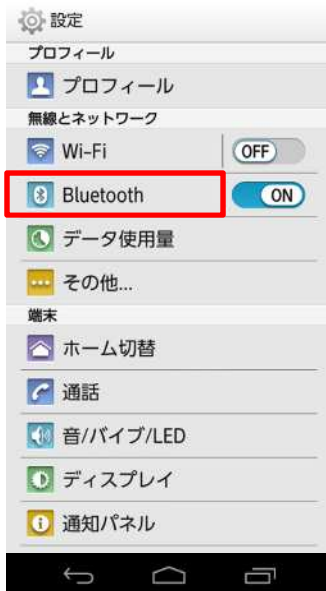 設定
プロフィール
プロフィール
無線とネットワーク
Wi-Fi OFF
Bluetooth ON
データ使用量
その他...
端末
ホーム切替
通話
音/バイブ/LED
ディスプレイ
通知パネル